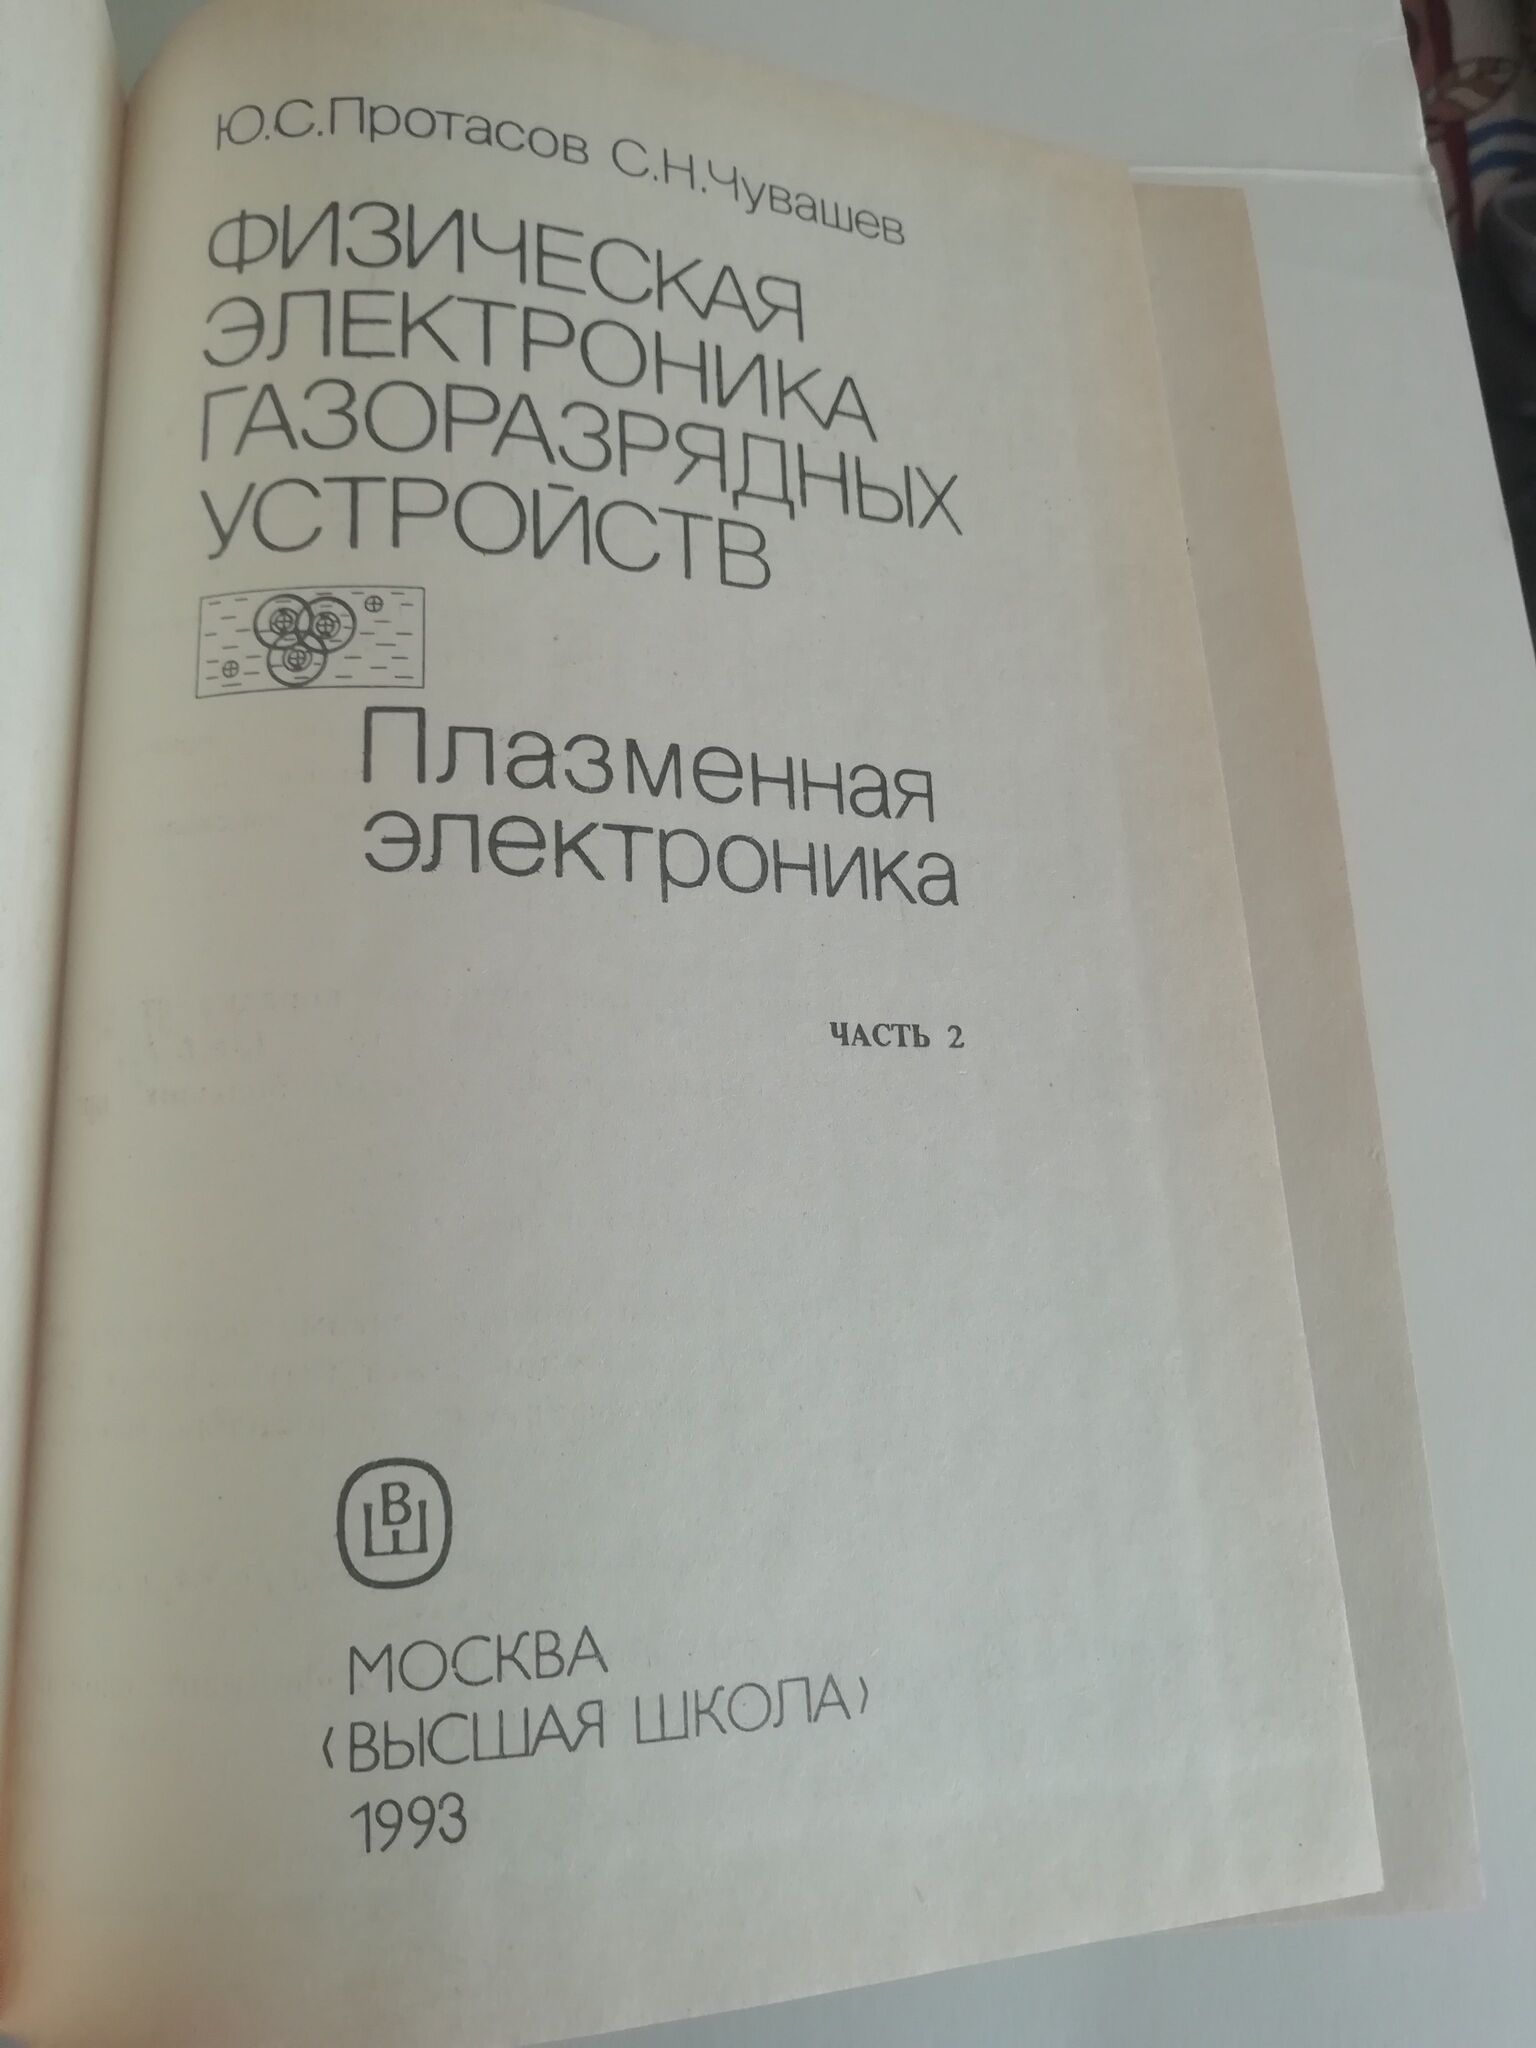 Ю.С.Протасов С.Н.Чувашев
ФИЗИЧЕСКАЯ
ЭЛЕКТРОНИКА
ГАЗОРАЗРЯДНЫХ
УСТРОЙСТВ
Плазменная
электроника
ЧАСТЬ 2
В
Ш
МОСКВА
‹ВЫСШАЯ ШКОЛА›
1993